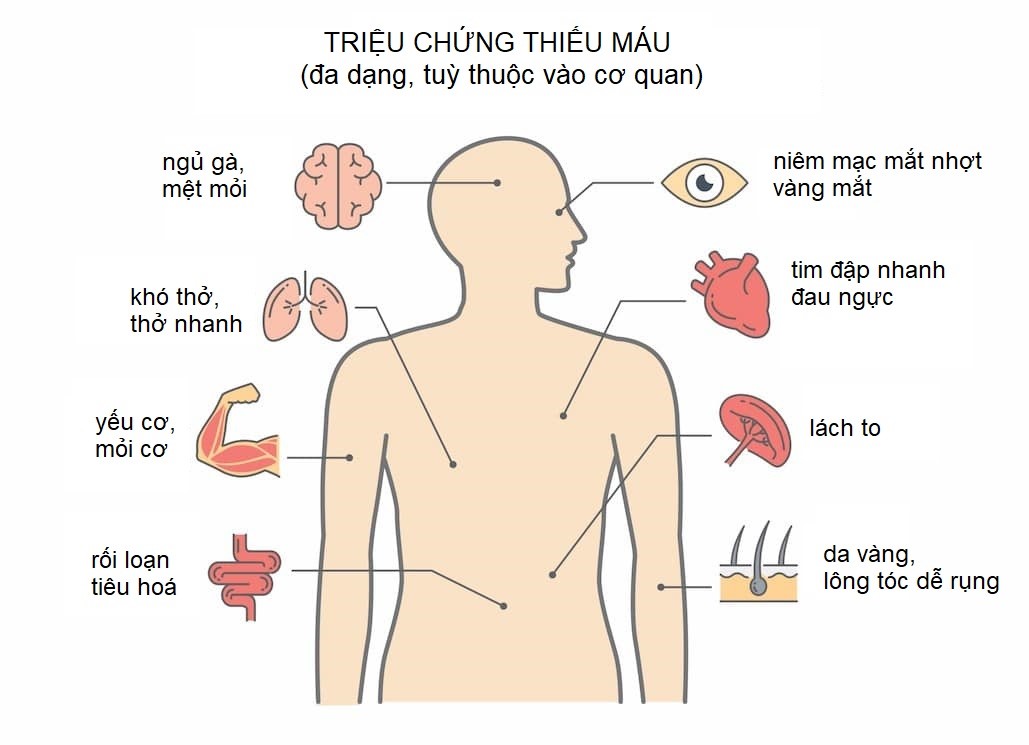 TRIỆU CHỨNG THIẾU MÁU
(đa dạng, tuỳ thuộc vào cơ quan)
ngủ gà,
mệt mỏi
niêm mạc mắt nhợt
vàng mắt
khó thở,
thở nhanh
tim đập nhanh
đau ngực
yếu cơ,
mỏi cơ
lách to
rối loạn
tiêu hoá
da vàng,
lông tóc dễ rụng